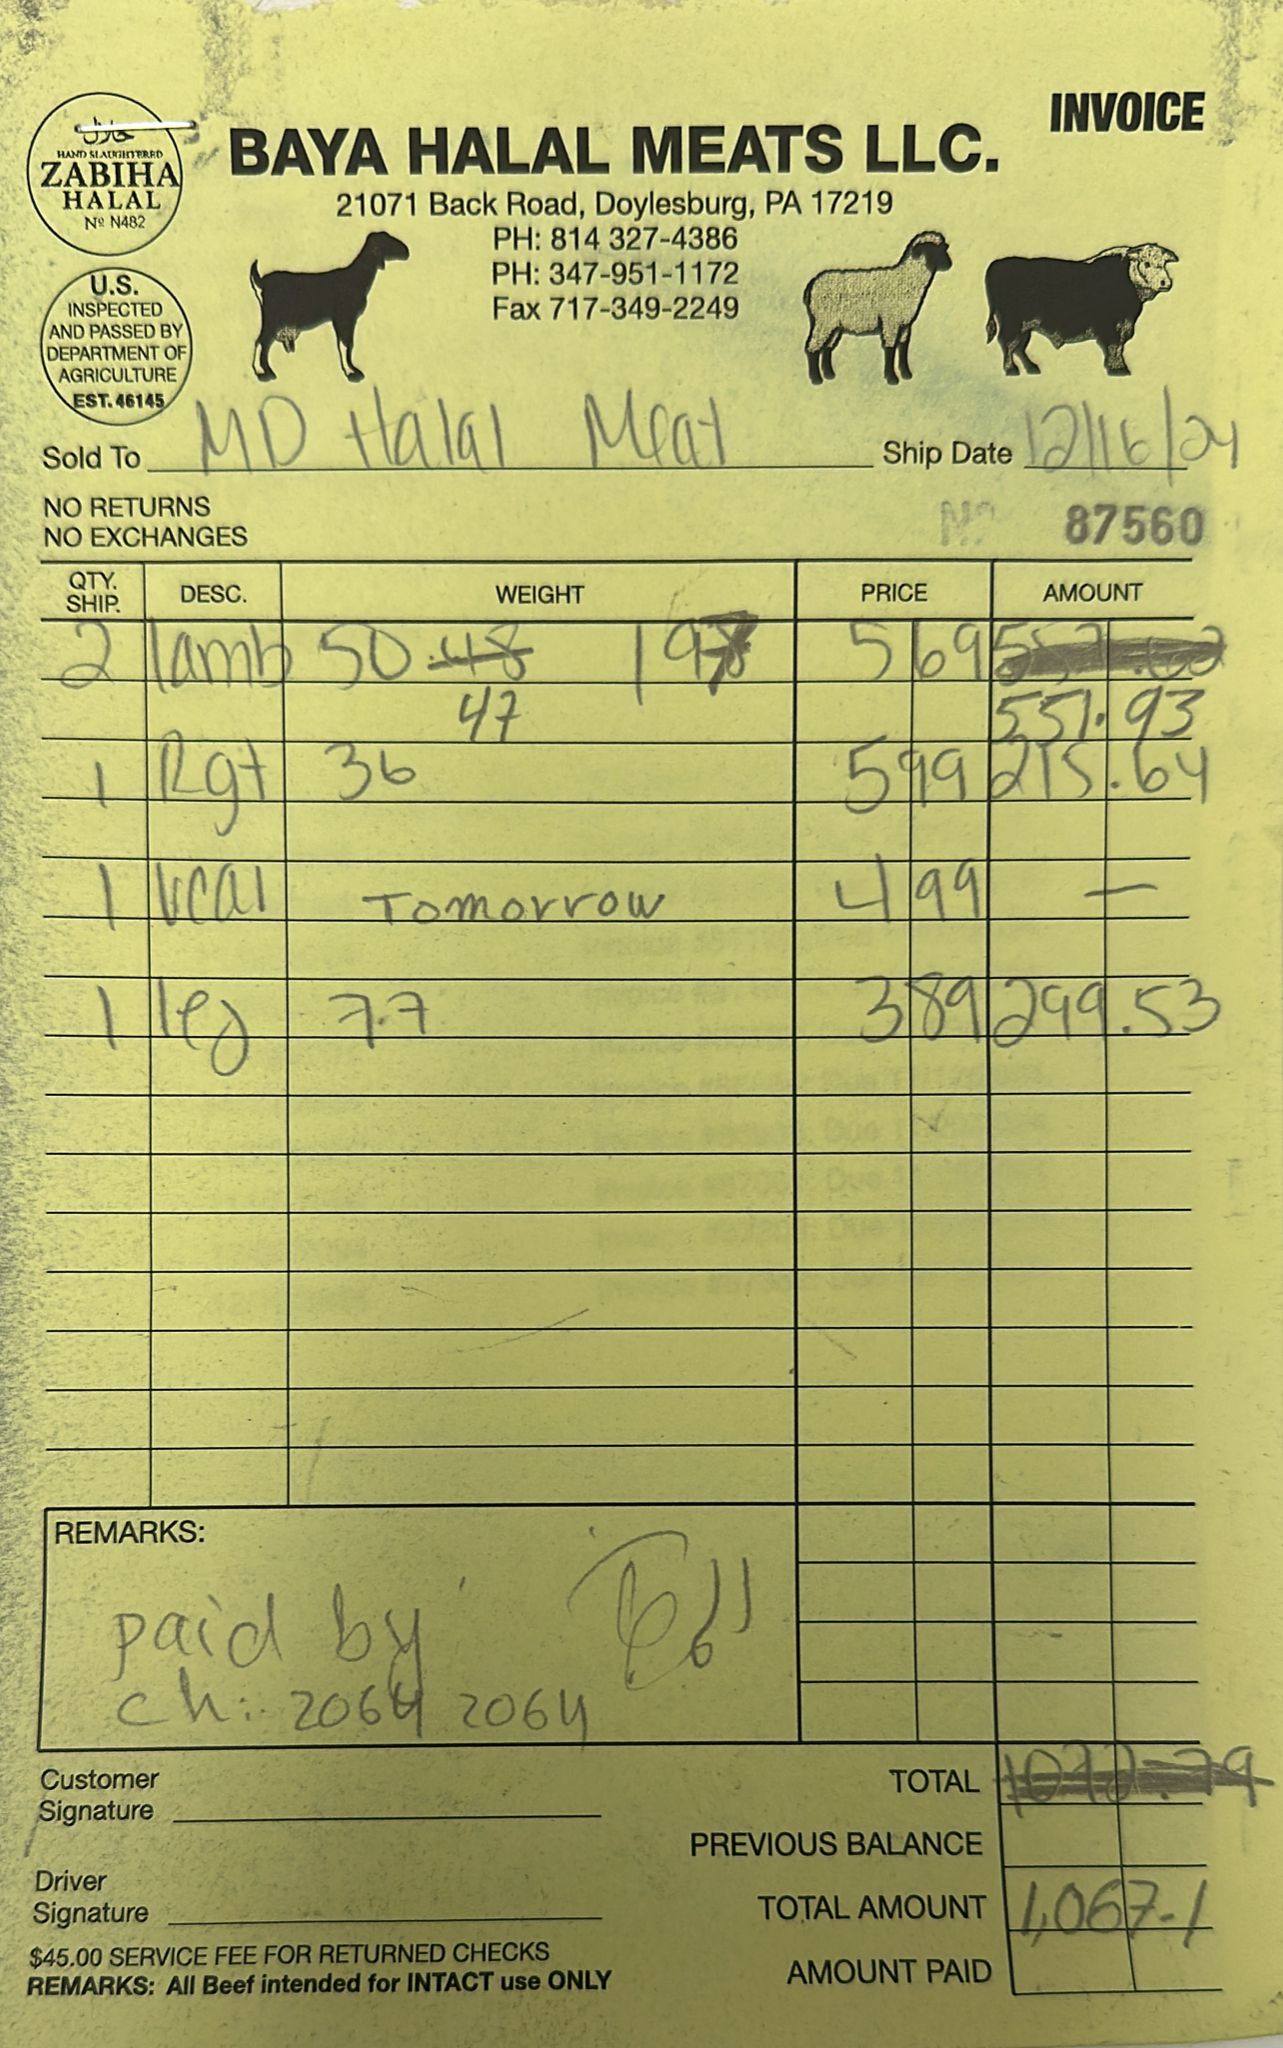 INVOICE
حلال
HAND SLAUGHTERED
ZABIHA
HALAL
Nº N482
BAYA HALAL MEATS LLC.
21071 Back Road, Doylesburg, PA 17219
PH: 814 327-4386
PH: 347-951-1172
Fax 717-349-2249
U.S.
INSPECTED
AND PASSED BY
DEPARTMENT OF
AGRICULTURE
EST. 46145
Sold To MD Halal Meat Ship Date 12/16/24
NO RETURNS
NO EXCHANGES
Nº 87560
QTY. SHIP. DESC. WEIGHT PRICE AMOUNT
2 lamb 50 .48 197 5 69
47 551.93
1 Rgt 36 5 99 215.64
1 veal Tomorrow 4 99 —
1 leg 77 3 89 299.53
REMARKS:
paid by
ch: 2064 2064
Customer
Signature
TOTAL 1072.79
PREVIOUS BALANCE
Driver
Signature
TOTAL AMOUNT 1,067.1
$45.00 SERVICE FEE FOR RETURNED CHECKS
AMOUNT PAID
REMARKS: All Beef intended for INTACT use ONLY